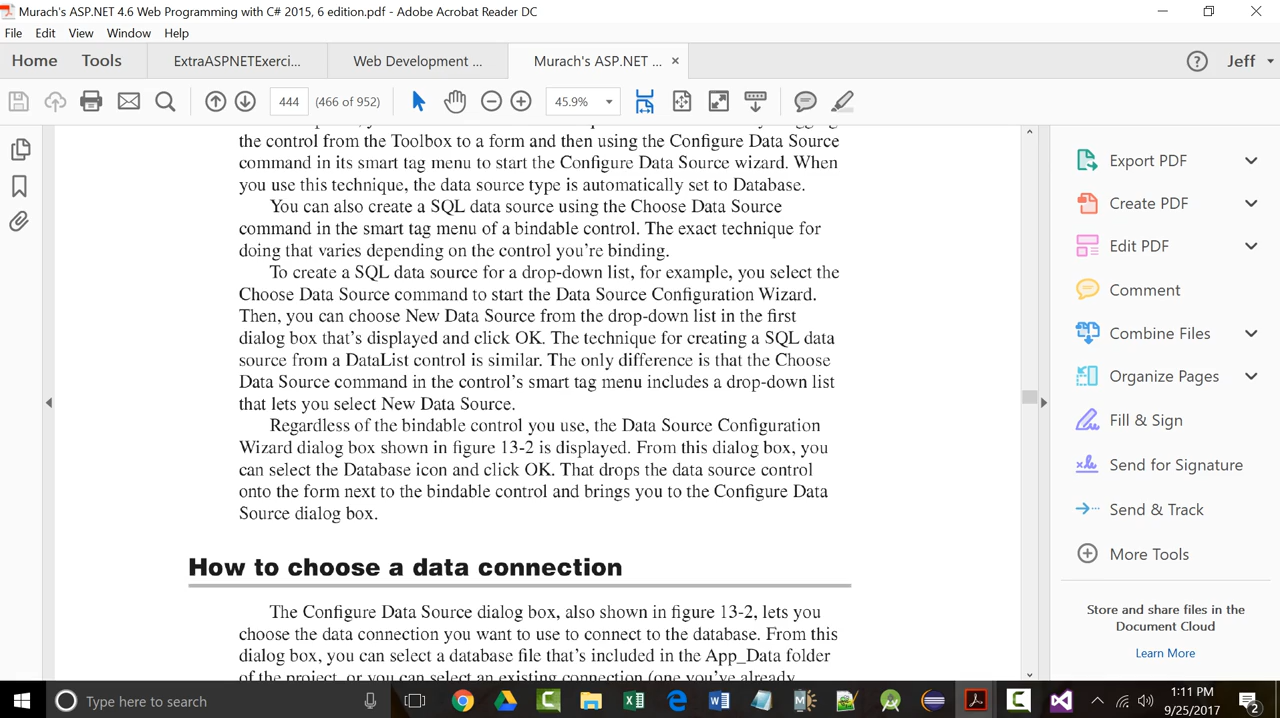 Murach's ASP.NET 4.6 Web Programming with C# 2015, 6 edition.pdf - Adobe Acrobat Reader DC
File Edit View Window Help
Home Tools ExtraASPNETExerci... Web Development ... Murach's ASP.NET ... × Jeff
444 (466 of 952) 45.9%
the control from the Toolbox to a form and then using the Configure Data Source
command in its smart tag menu to start the Configure Data Source wizard. When
you use this technique, the data source type is automatically set to Database.
You can also create a SQL data source using the Choose Data Source
command in the smart tag menu of a bindable control. The exact technique for
doing that varies depending on the control you're binding.
To create a SQL data source for a drop-down list, for example, you select the
Choose Data Source command to start the Data Source Configuration Wizard.
Then, you can choose New Data Source from the drop-down list in the first
dialog box that's displayed and click OK. The technique for creating a SQL data
source from a DataList control is similar. The only difference is that the Choose
Data Source command in the control's smart tag menu includes a drop-down list
that lets you select New Data Source.
Regardless of the bindable control you use, the Data Source Configuration
Wizard dialog box shown in figure 13-2 is displayed. From this dialog box, you
can select the Database icon and click OK. That drops the data source control
onto the form next to the bindable control and brings you to the Configure Data
Source dialog box.
How to choose a data connection
The Configure Data Source dialog box, also shown in figure 13-2, lets you
choose the data connection you want to use to connect to the database. From this
dialog box, you can select a database file that's included in the App_Data folder
of the project, or you can select an existing connection (one you've already
Export PDF
Create PDF
Edit PDF
Comment
Combine Files
Organize Pages
Fill & Sign
Send for Signature
Send & Track
More Tools
Store and share files in the
Document Cloud
Learn More
Type here to search
1:11 PM
9/25/2017
2